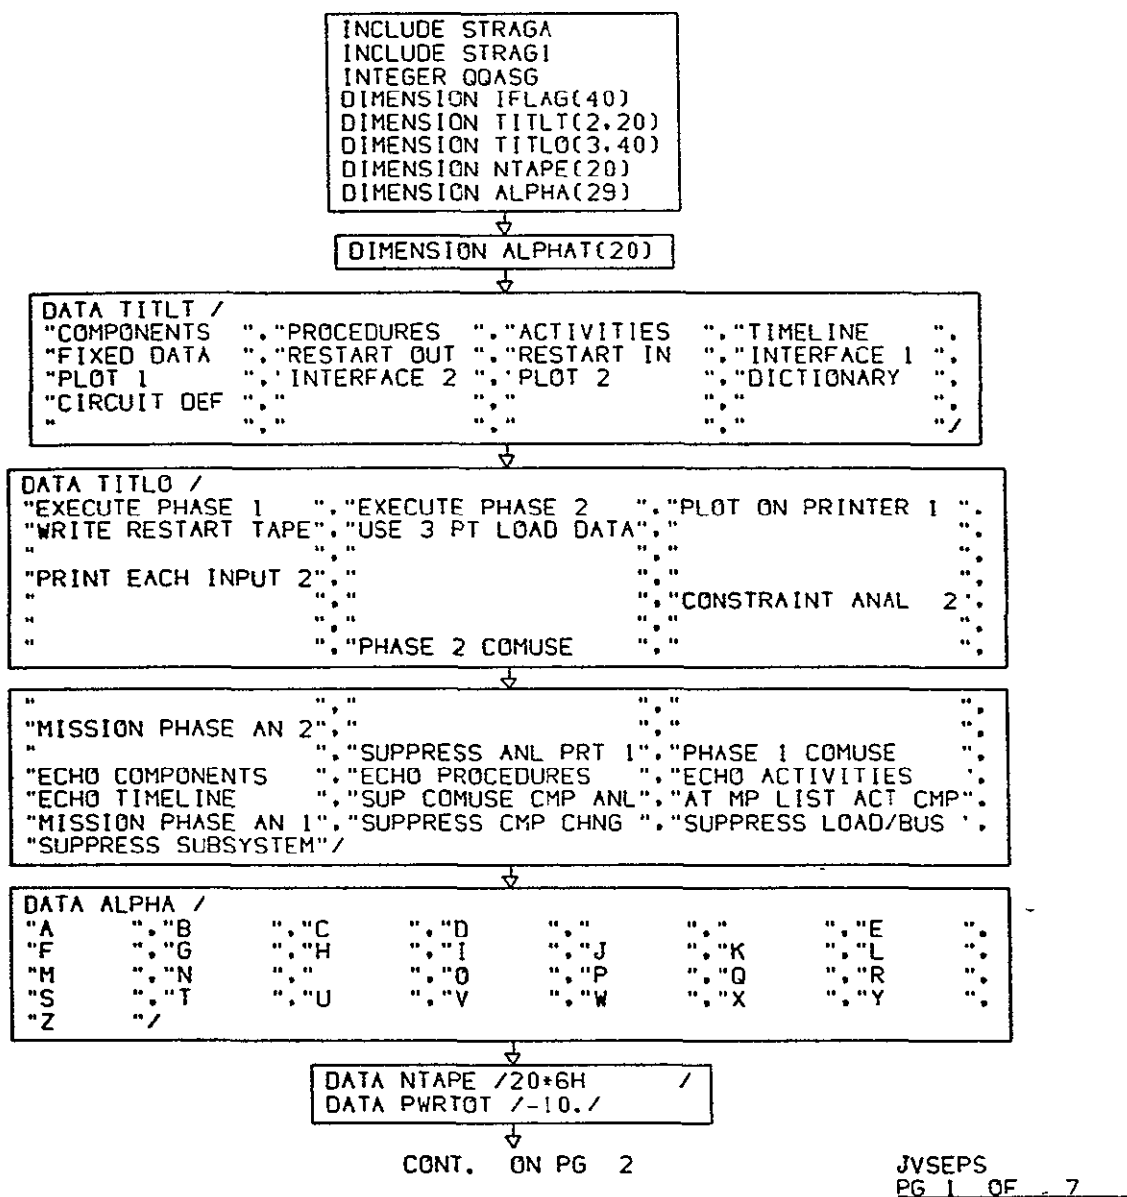 INCLUDE STRAGA
INCLUDE STRAG1
INTEGER QQASG
DIMENSION IFLAG(40)
DIMENSION TITLT(2,20)
DIMENSION TITLO(3,40)
DIMENSION NTAPE(20)
DIMENSION ALPHA(29)
DIMENSION ALPHAT(20)
DATA TITLT /
"COMPONENTS  ","PROCEDURES  ","ACTIVITIES  ","TIMELINE    ",
"FIXED DATA  ","RESTART OUT ","RESTART IN  ","INTERFACE 1 ",
"PLOT 1      ",'INTERFACE 2 ",'PLOT 2      ","DICTIONARY  ",
"CIRCUIT DEF ","            ","            ","            ",
"            ","            ","            ","            "/
DATA TITLO /
"EXECUTE PHASE 1   ","EXECUTE PHASE 2   ","PLOT ON PRINTER 1 ",
"WRITE RESTART TAPE","USE 3 PT LOAD DATA","                  ",
"                  ","                  ","                  ",
"PRINT EACH INPUT 2","                  ","                  ",
"                  ","                  ","CONSTRAINT ANAL  2',
"                  ","                  ","                  ",
"                  ","PHASE 2 COMUSE    ","                  ",
"                  ","                  ","                  ",
"MISSION PHASE AN 2","                  ","                  ",
"                  ","SUPPRESS ANL PRT 1","PHASE 1 COMUSE    ",
"ECHO COMPONENTS   ","ECHO PROCEDURES   ","ECHO ACTIVITIES   ',
"ECHO TIMELINE     ","SUP COMUSE CMP ANL","AT MP LIST ACT CMP",
"MISSION PHASE AN 1","SUPPRESS CMP CHNG ","SUPPRESS LOAD/BUS ',
"SUPPRESS SUBSYSTEM"/
DATA ALPHA /
"A     ","B     ","C     ","D     ","      ","      ","E     ",
"F     ","G     ","H     ","I     ","J     ","K     ","L     ",
"M     ","N     ","      ","O     ","P     ","Q     ","R     ",
"S     ","T     ","U     ","V     ","W     ","X     ","Y     ",
"Z     "/
DATA NTAPE /20*6H      /
DATA PWRTOT /-10./
CONT.  ON PG  2
JVSEPS
PG 1 OF 7